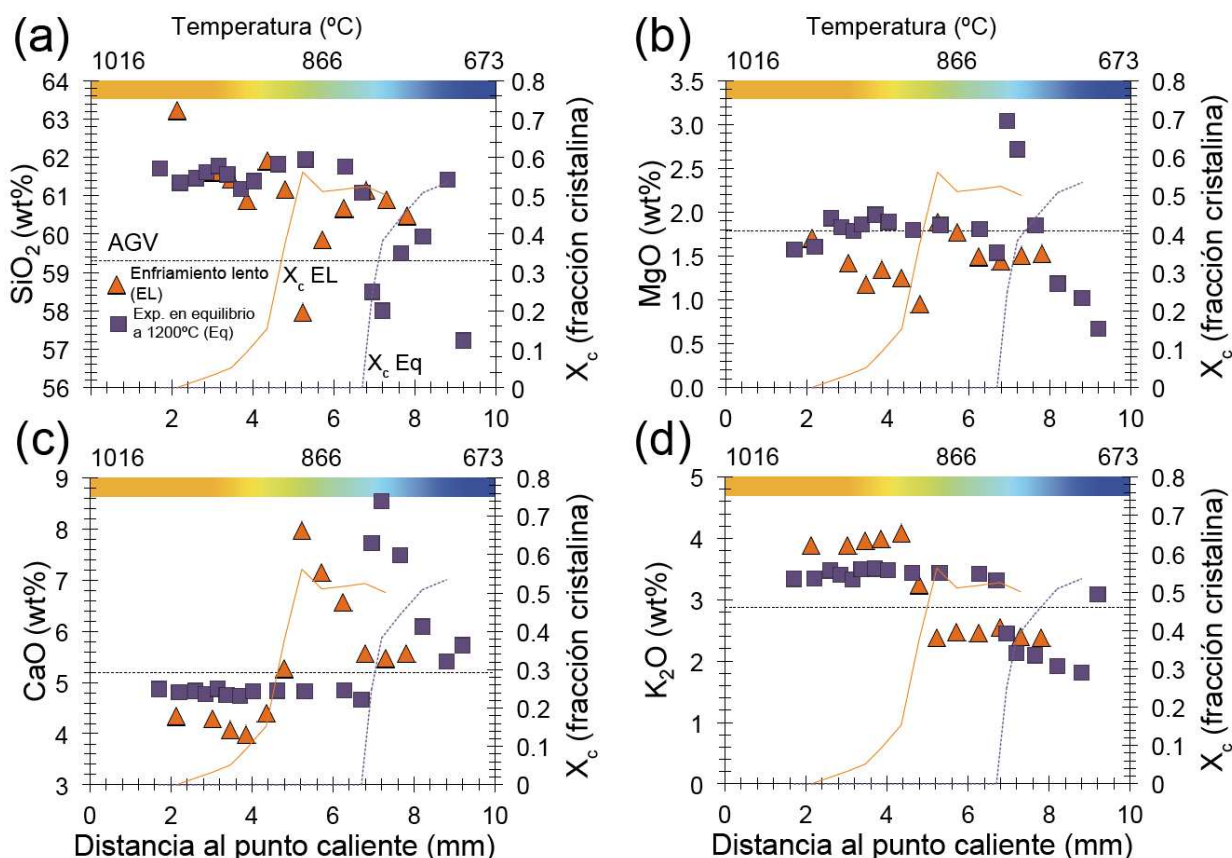 (a)
Temperatura (ºC)
1016 866 673
64
63
62
61
60
59
58
57
56
SiO₂ (wt%)
AGV
Enfriamiento lento
(EL)
Exp. en equilibrio
a 1200ºC (Eq)
X꜀ EL
X꜀ Eq
0.8
0.7
0.6
0.5
0.4
0.3
0.2
0.1
0
X꜀ (fracción cristalina)
0 2 4 6 8 10
(b)
Temperatura (ºC)
1016 866 673
3.5
3.0
2.5
2.0
1.5
1.0
0.5
0.0
MgO (wt%)
0.8
0.7
0.6
0.5
0.4
0.3
0.2
0.1
0
X꜀ (fracción cristalina)
0 2 4 6 8 10
(c)
1016 866 673
9
8
7
6
5
4
3
CaO (wt%)
0.8
0.7
0.6
0.5
0.4
0.3
0.2
0.1
0
X꜀ (fracción cristalina)
0 2 4 6 8 10
Distancia al punto caliente (mm)
(d)
1016 866 673
5
4
3
2
1
0
K₂O (wt%)
0.8
0.7
0.6
0.5
0.4
0.3
0.2
0.1
0
X꜀ (fracción cristalina)
0 2 4 6 8 10
Distancia al punto caliente (mm)